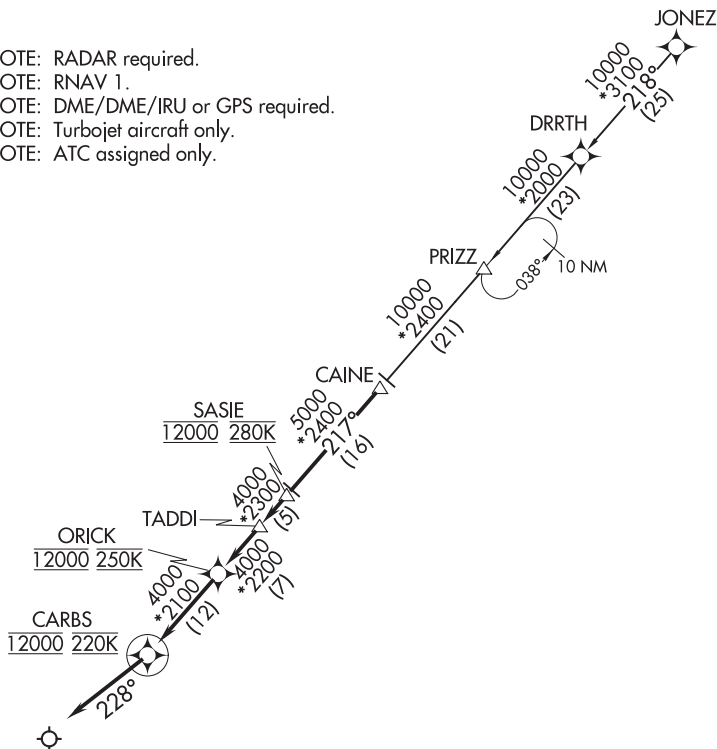 JONEZ
OTE: RADAR required.
OTE: RNAV 1.
OTE: DME/DME/IRU or GPS required.
OTE: Turbojet aircraft only.
OTE: ATC assigned only.
10000
*3100
218°
(25)
DRRTH
10000
*2000
(23)
PRIZZ
038°
10 NM
10000
*2400
(21)
CAINE
SASIE
12000 280K
5000
*2400
217°
(16)
4000
*2300
(5)
TADDI
ORICK
12000 250K
4000
*2200
(7)
4000
*2100
(12)
CARBS
12000 220K
228°